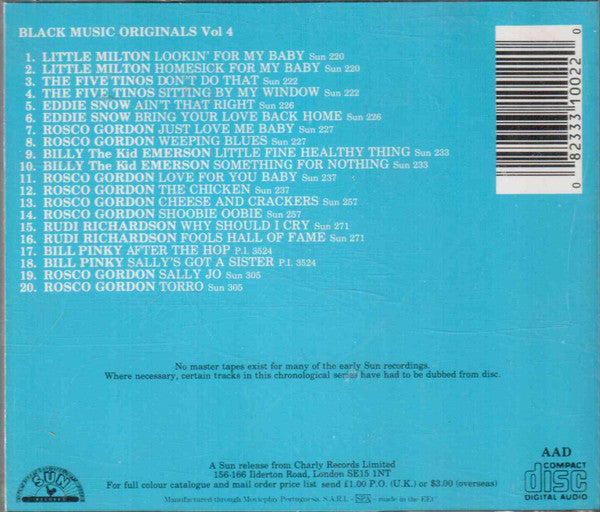 BLACK MUSIC ORIGINALS Vol 4
1. LITTLE MILTON LOOKIN' FOR MY BABY Sun 220
2. LITTLE MILTON HOMESICK FOR MY BABY Sun 220
3. THE FIVE TINOS DON'T DO THAT Sun 222
4. THE FIVE TINOS SITTING BY MY WINDOW Sun 222
5. EDDIE SNOW AIN'T THAT RIGHT Sun 226
6. EDDIE SNOW BRING YOUR LOVE BACK HOME Sun 226
7. ROSCO GORDON JUST LOVE ME BABY Sun 227
8. ROSCO GORDON WEEPING BLUES Sun 227
9. BILLY The Kid EMERSON LITTLE FINE HEALTHY THING Sun 233
10. BILLY The Kid EMERSON SOMETHING FOR NOTHING Sun 233
11. ROSCO GORDON LOVE FOR YOU BABY Sun 237
12. ROSCO GORDON THE CHICKEN Sun 237
13. ROSCO GORDON CHEESE AND CRACKERS Sun 257
14. ROSCO GORDON SHOOBIE OOBIE Sun 257
15. RUDI RICHARDSON WHY SHOULD I CRY Sun 271
16. RUDI RICHARDSON FOOLS HALL OF FAME Sun 271
17. BILL PINKY AFTER THE HOP P.I. 3524
18. BILL PINKY SALLY'S GOT A SISTER P.I. 3524
19. ROSCO GORDON SALLY JO Sun 305
20. ROSCO GORDON TORRO Sun 305
0 82333 10022 0
No master tapes exist for many of the early Sun recordings.
Where necessary, certain tracks in this chronological series have had to be dubbed from disc.
A Sun release from Charly Records Limited
156-166 Ilderton Road, London SE15 1NT
For full colour catalogue and mail order price list send £1.00 P.O. (U.K.) or $3.00 (overseas)
Manufactured through Movieplay Portuguesa, S.A.R.L. - SPA - made in the EEC
SUN
RECORDS
AAD
COMPACT
disc
DIGITAL AUDIO